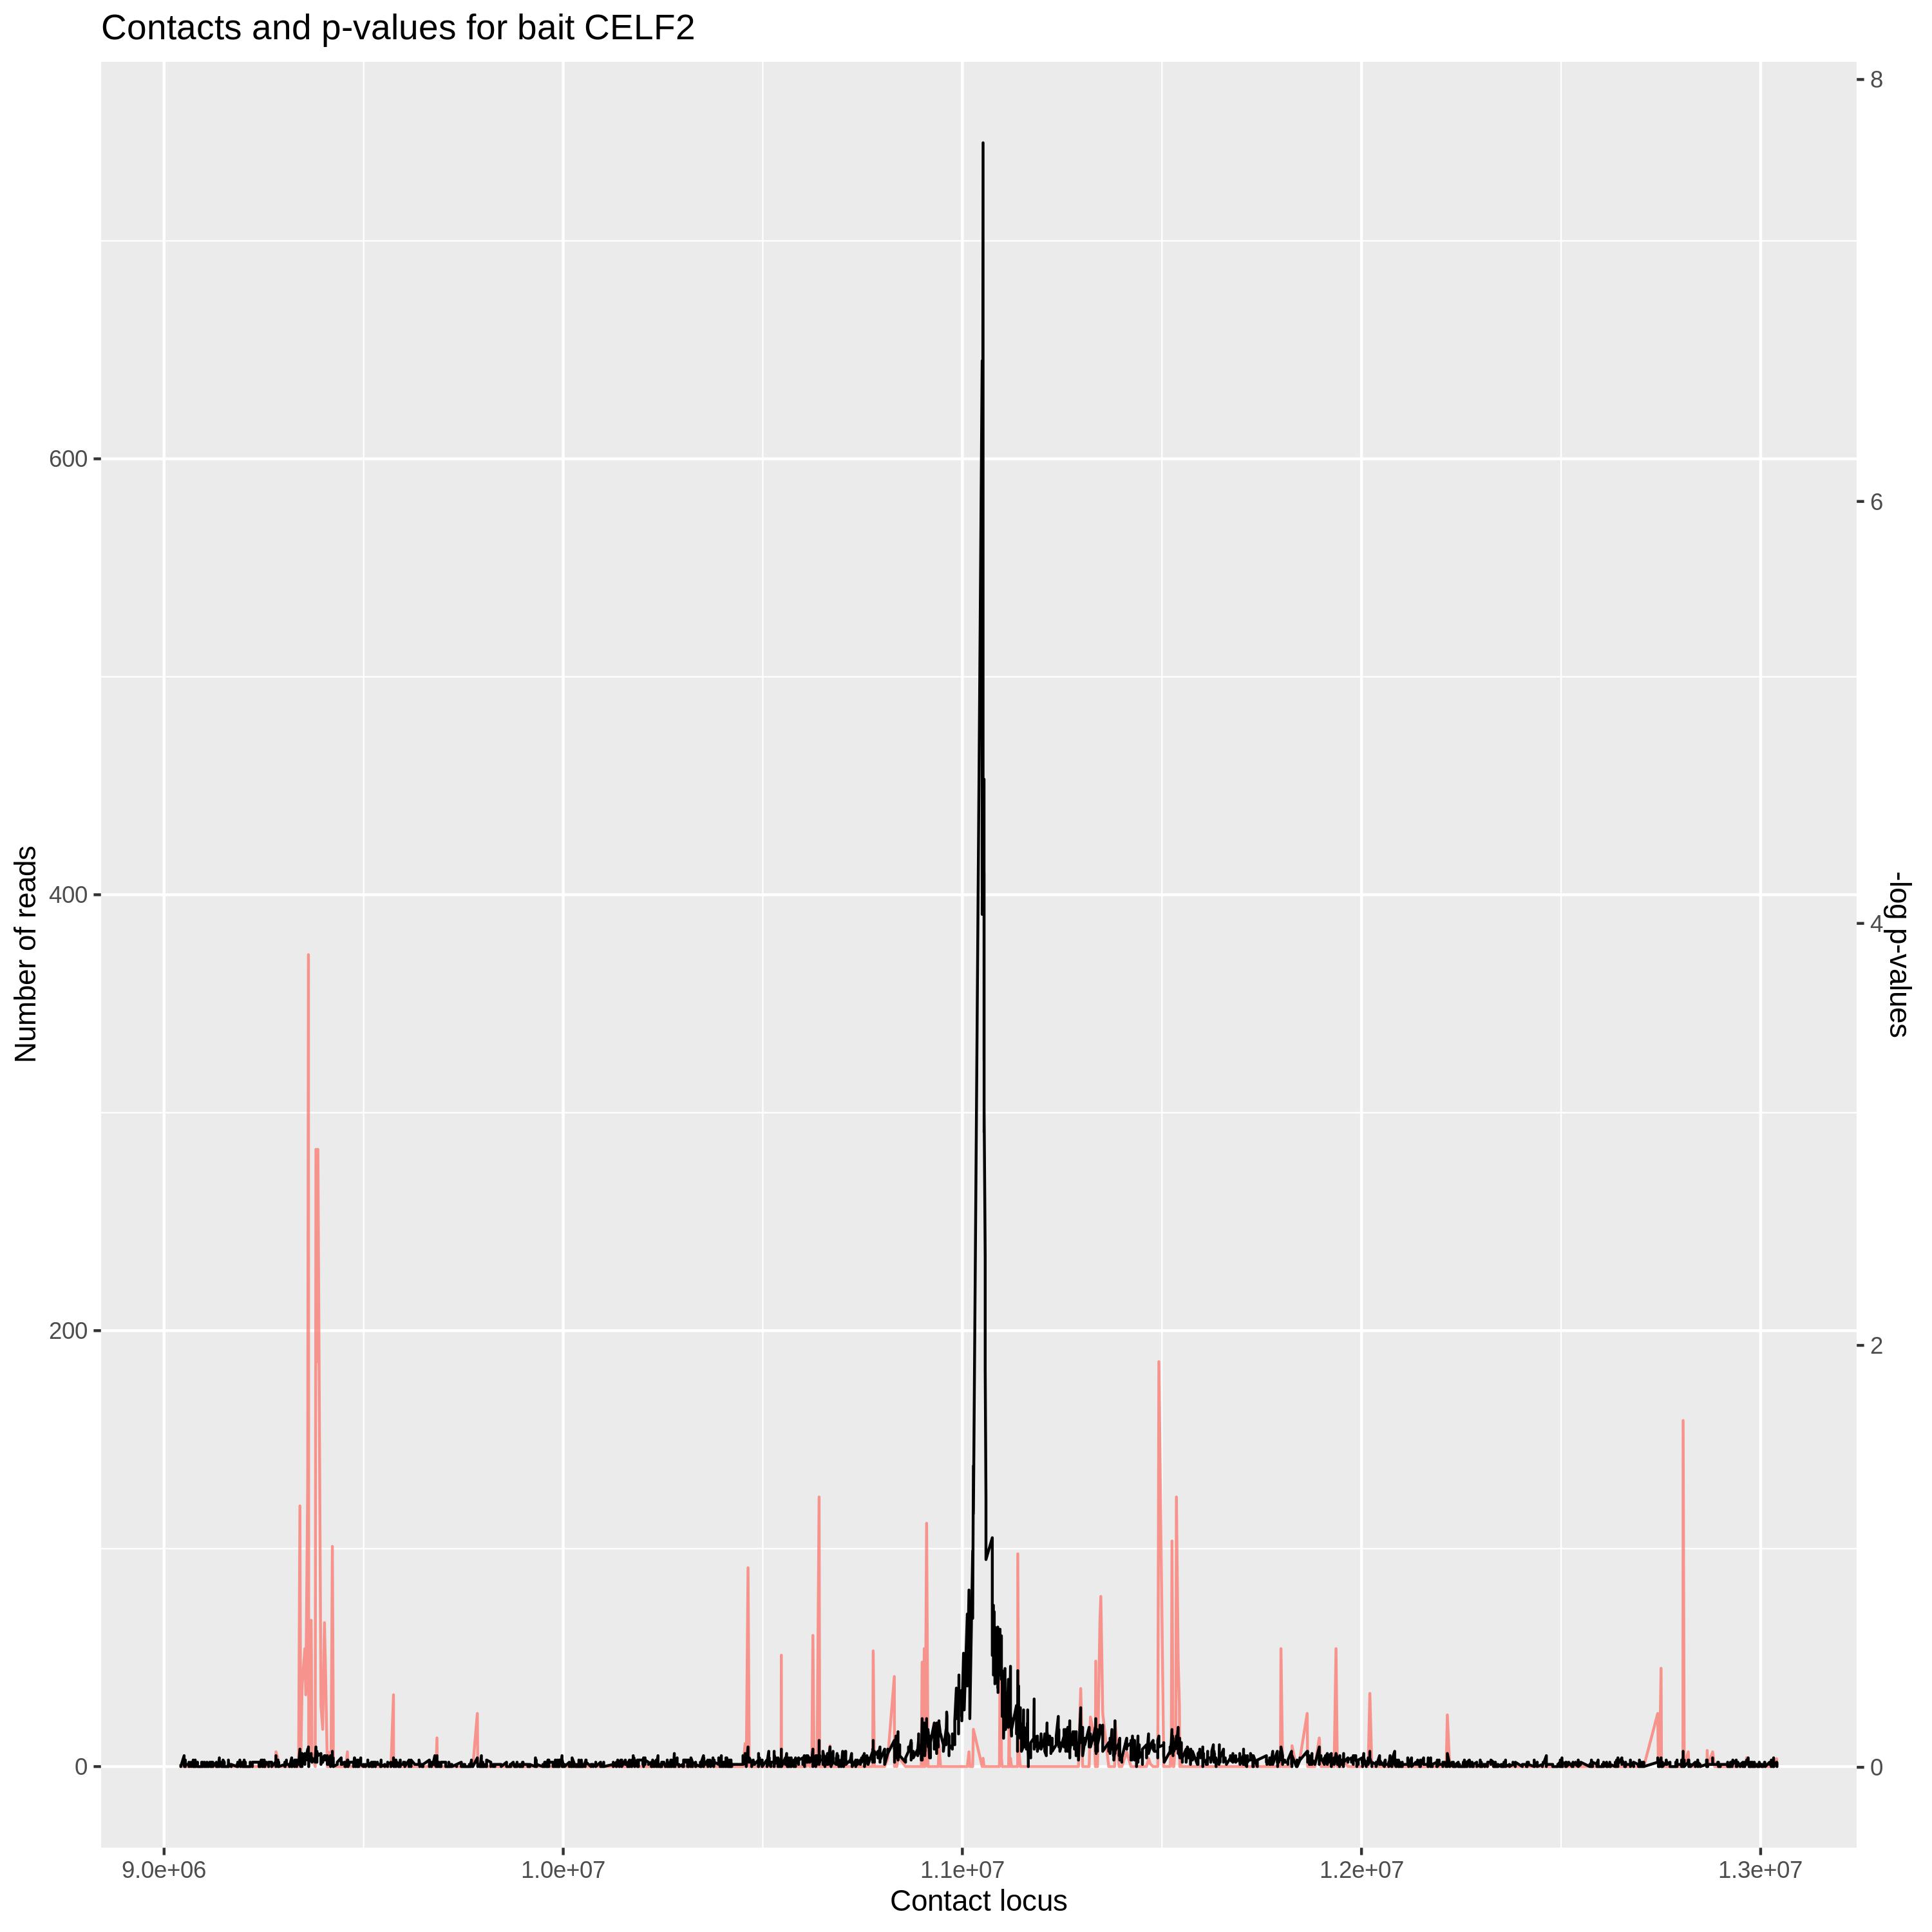 Contacts and p-values for bait CELF2
8
600
6
400
4
200
2
0
0
Number of reads
-log p-values
9.0e+06 1.0e+07 1.1e+07 1.2e+07 1.3e+07
Contact locus